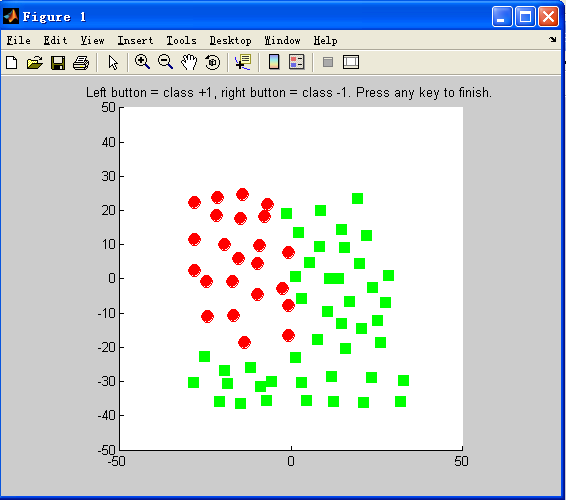 Figure 1
File Edit View Insert Tools Desktop Window Help
Left button = class +1, right button = class -1. Press any key to finish.
50
40
30
20
10
0
-10
-20
-30
-40
-50
-50 0 50